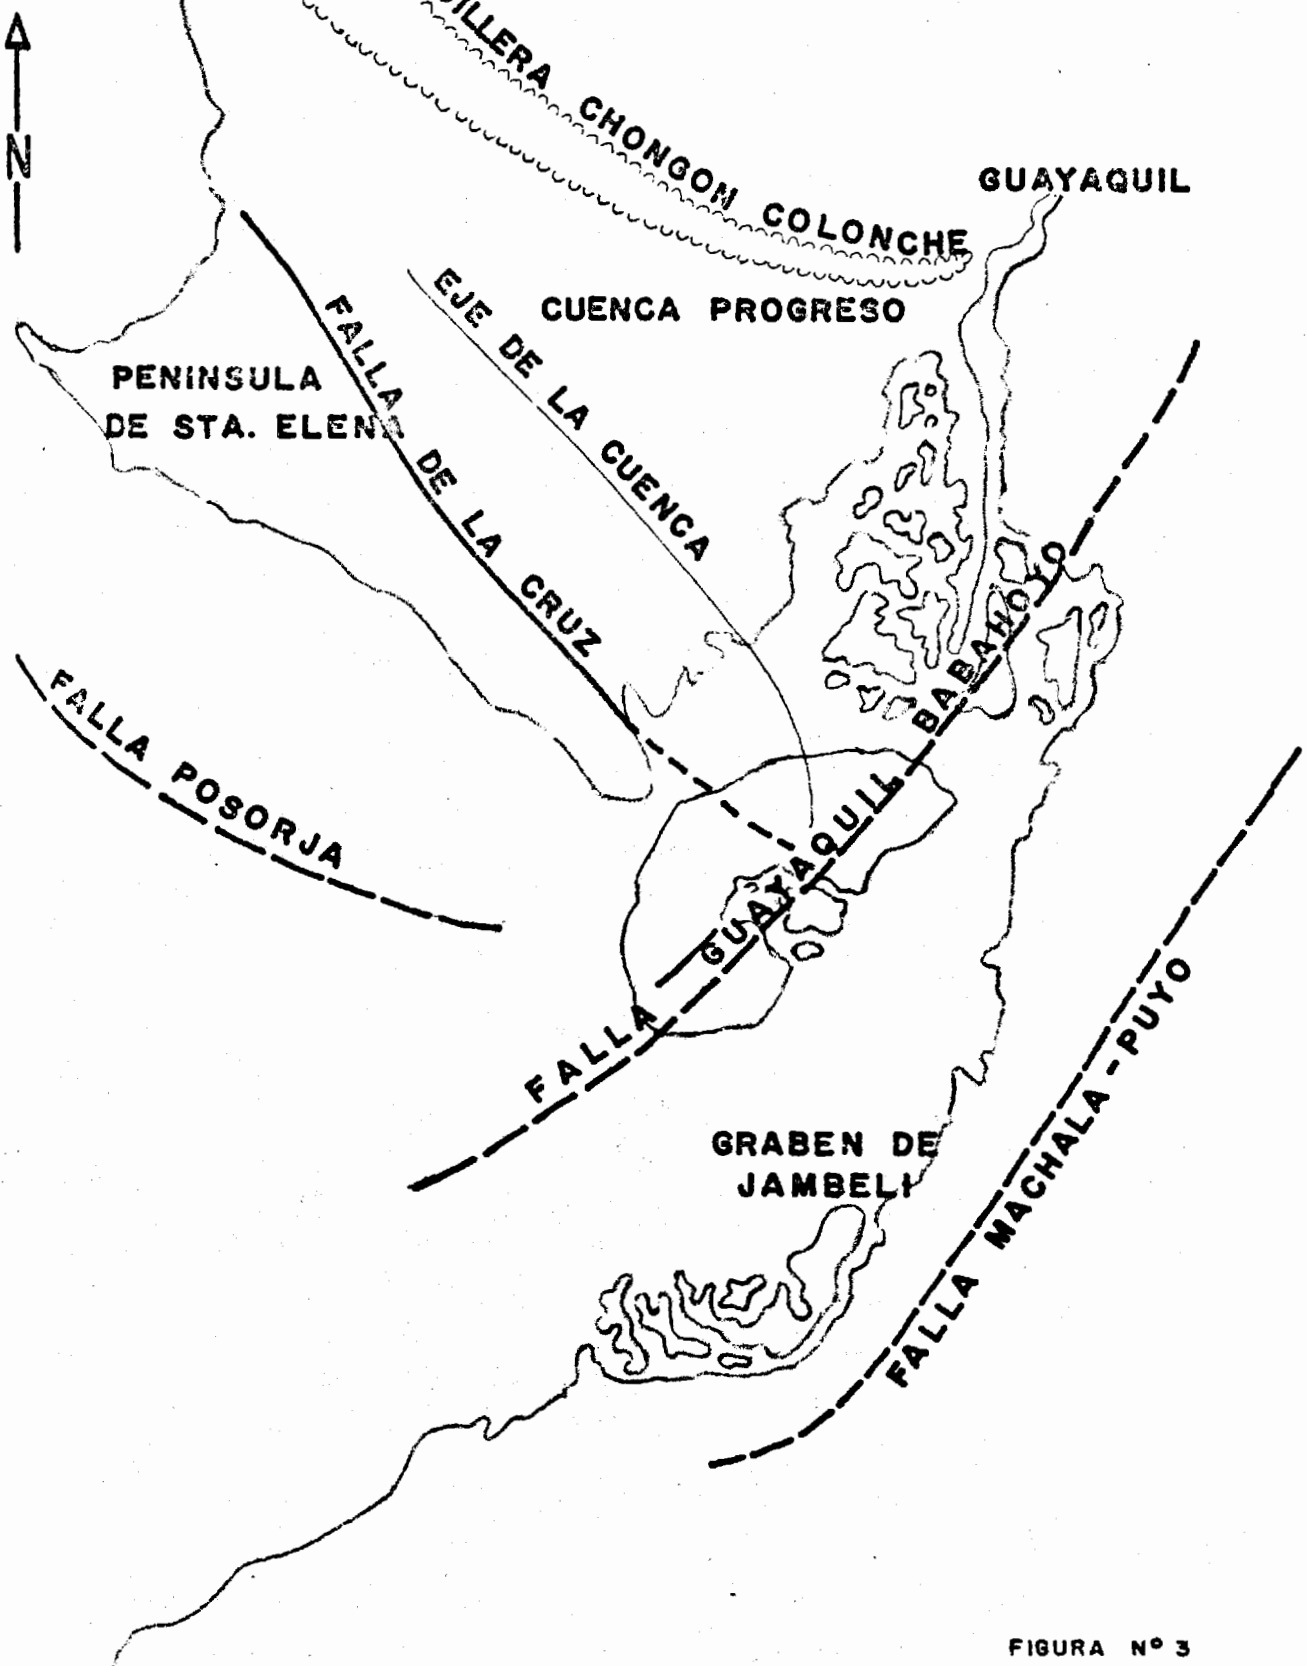 N
DILLERA CHONGON COLONCHE
GUAYAQUIL
CUENCA PROGRESO
EJE DE LA CUENCA
FALLA DE LA CRUZ
PENINSULA
DE STA. ELENA
FALLA POSORJA
FALLA GUAYAQUIL BABAHOYO
FALLA MACHALA-PUYO
GRABEN DE
JAMBELI
FIGURA Nº 3